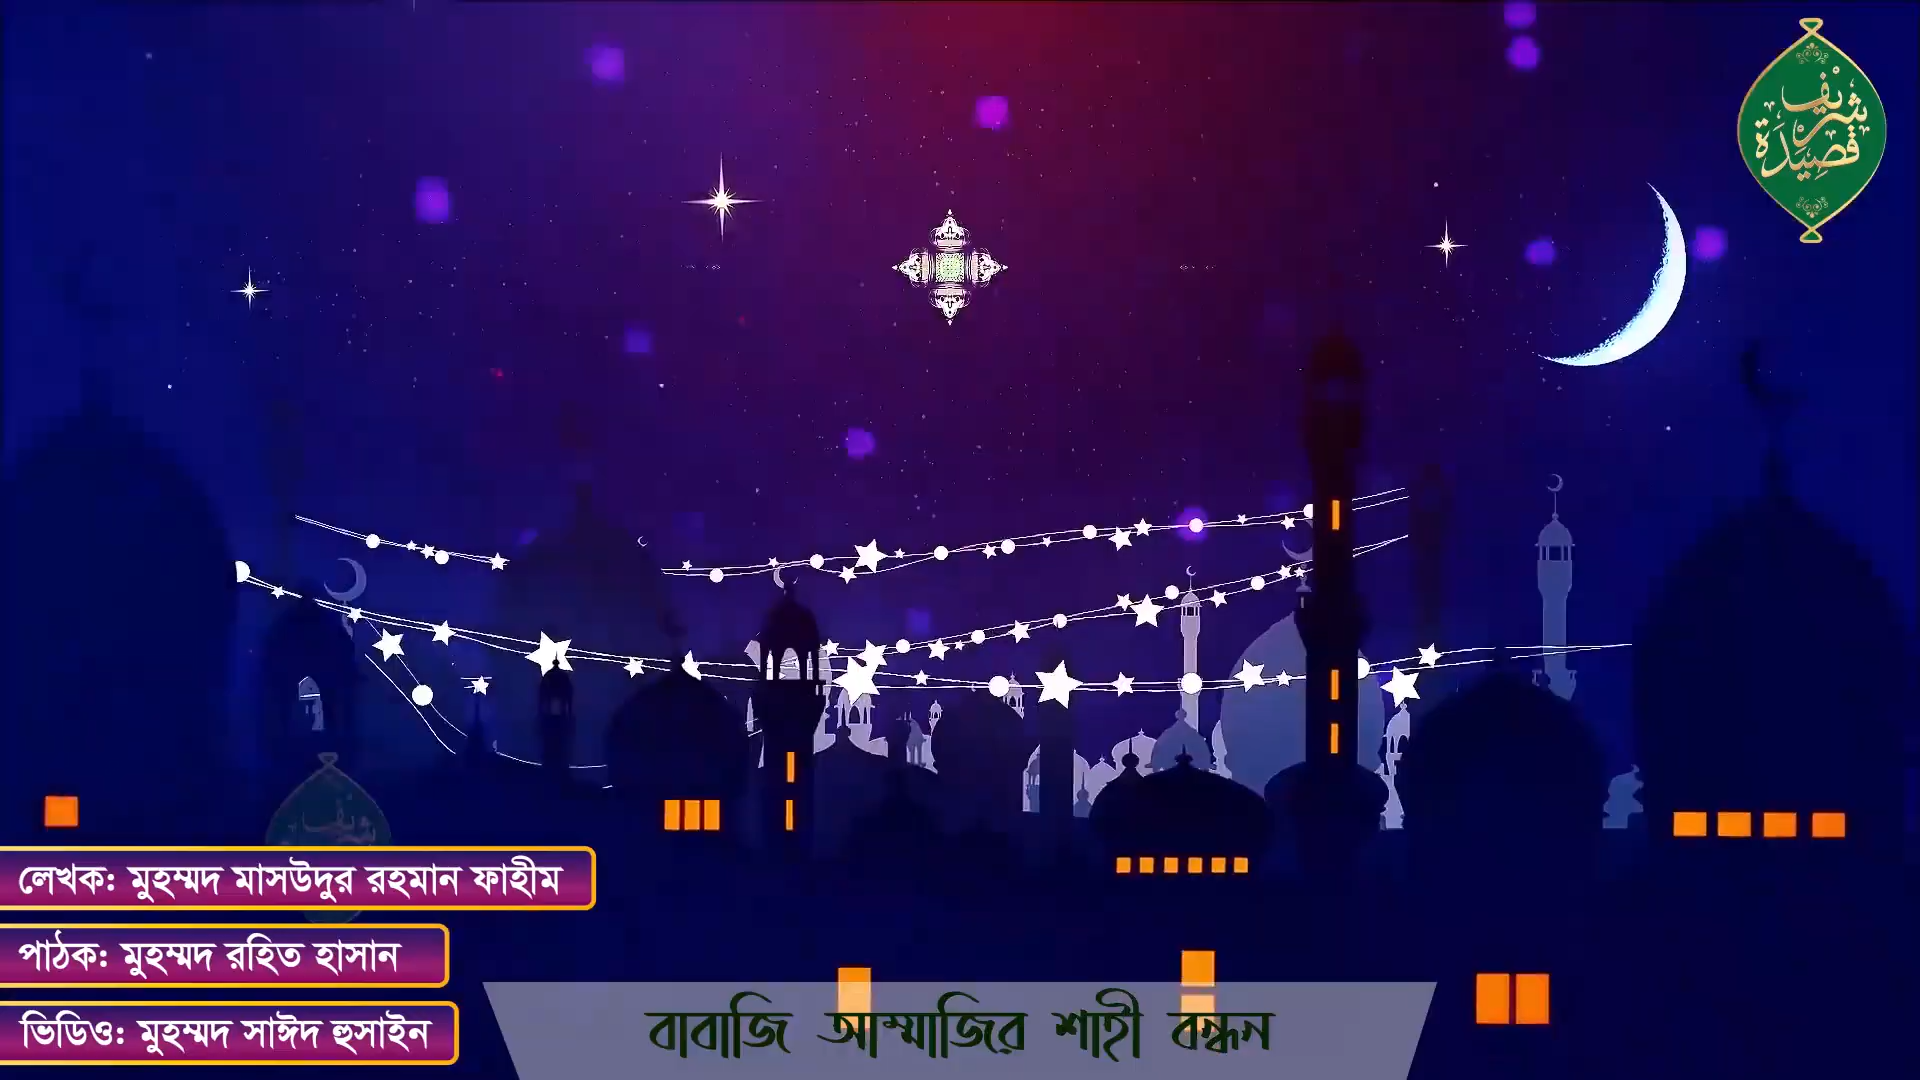 قصيدة شريف
লেখক: মুহম্মদ মাসউদুর রহমান ফাহীম
পাঠক: মুহম্মদ রহিত হাসান
ভিডিও: মুহম্মদ সাঈদ হুসাইন
বাবাজি আম্মাজির শাহী বন্ধন